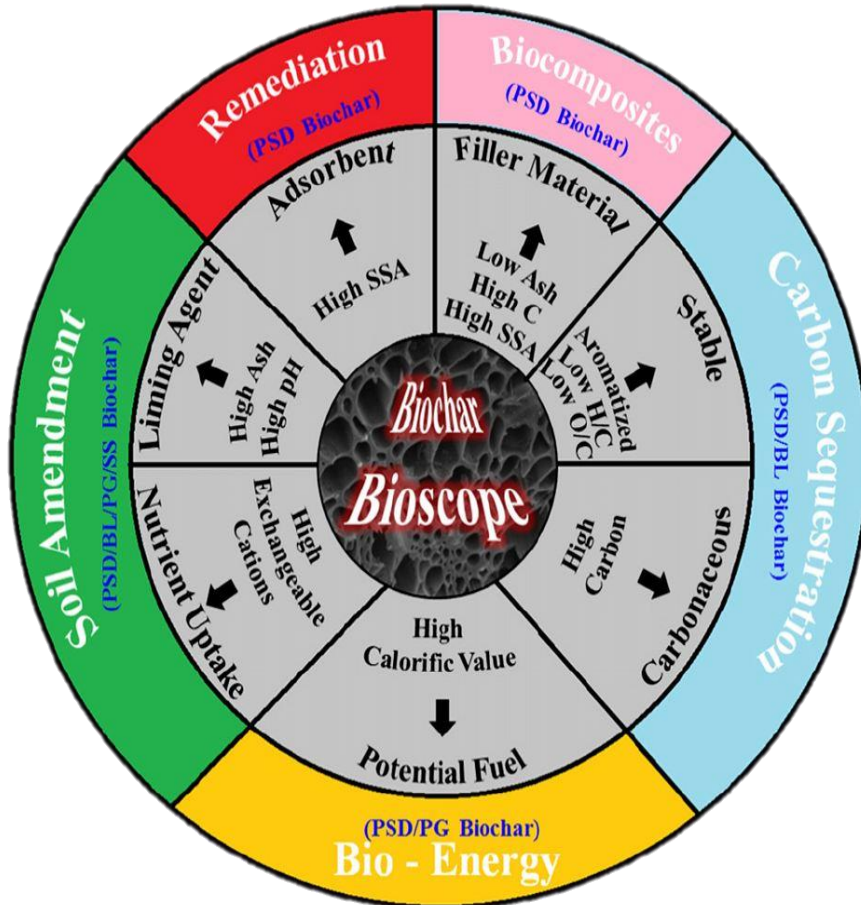 Biochar
Bioscope
Remediation
(PSD Biochar)
Adsorbent
High SSA
Biocomposites
(PSD Biochar)
Filler Material
Low Ash
High C
High SSA
Carbon Sequestration
(PSD/BL Biochar)
Stable
Aromatized
Low H/C
Low O/C
Carbonaceous
High
Carbon
High
Calorific Value
Potential Fuel
(PSD/PG Biochar)
Bio - Energy
Soil Amendment
(PSD/BL/PG/SS Biochar)
Nutrient Uptake
High
Exchangeable
Cations
Liming Agent
High Ash
High pH